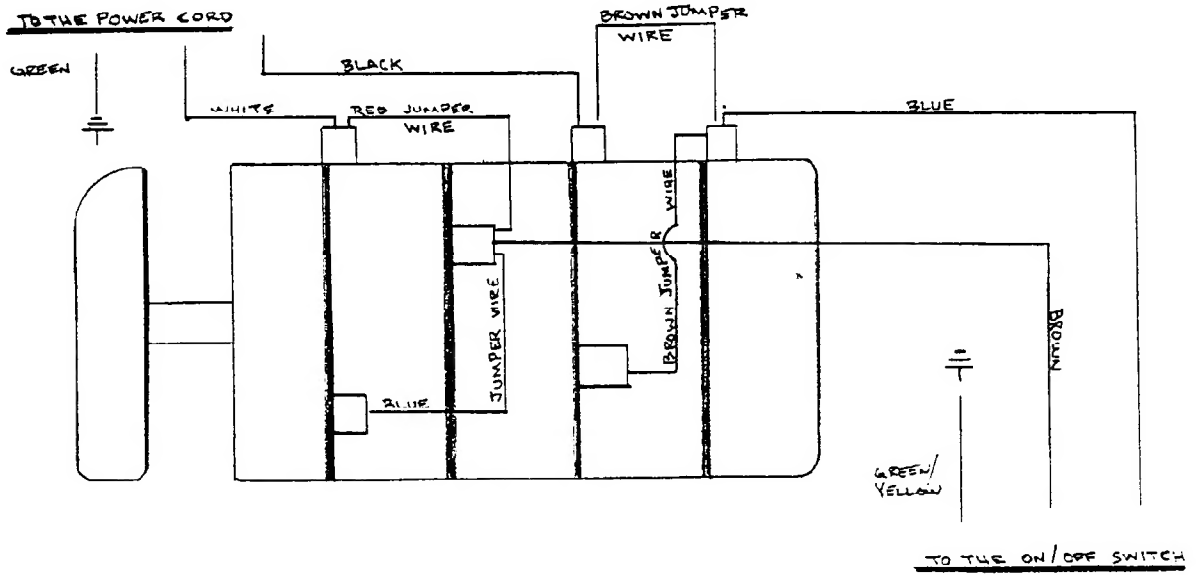 TO THE POWER CORD
BROWN JUMPER
WIRE
GREEN
BLACK
WHITE
RED JUMPER
WIRE
BLUE
BROWN JUMPER WIRE
JUMPER WIRE
BLUE
BROWN
GREEN/
YELLOW
TO THE ON/OFF SWITCH